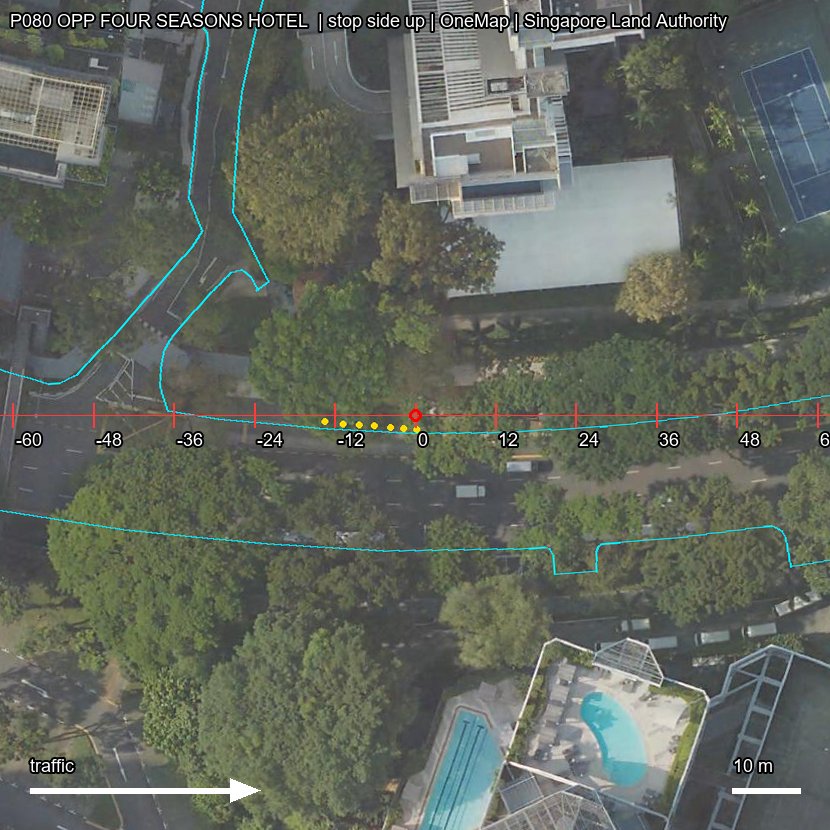 P080 OPP FOUR SEASONS HOTEL | stop side up | OneMap | Singapore Land Authority
-60 -48 -36 -24 -12 0 12 24 36 48 6
traffic
10 m